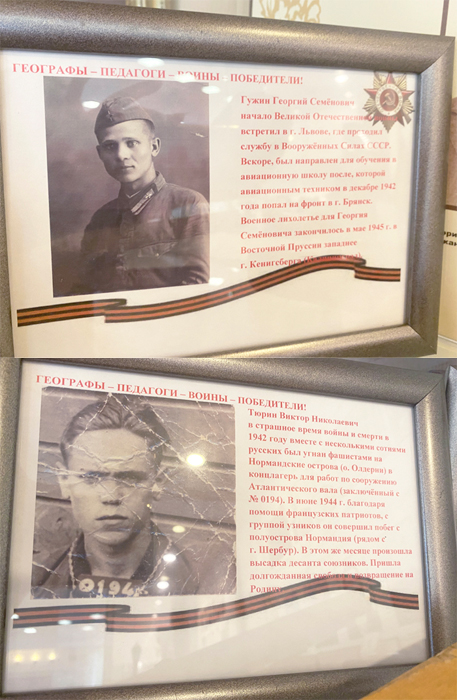 ГЕОГРАФЫ – ПЕДАГОГИ – ВОИНЫ – ПОБЕДИТЕЛИ!
Гужин Георгий Семёнович
начало Великой Отечественной
встретил в г. Львове, где проходил
службу в Вооружённых Силах СССР.
Вскоре, был направлен для обучения в
авиационную школу после, которой
авиационным техником в декабре 1942
года попал на фронт в г. Брянск.
Военное лихолетье для Георгия
Семёновича закончилось в мае 1945 г. в
Восточной Пруссии западнее
г. Кенигсберга
ГЕОГРАФЫ – ПЕДАГОГИ – ВОИНЫ – ПОБЕДИТЕЛИ!
Тюрин Виктор Николаевич
в страшное время войны и смерти в
1942 году вместе с несколькими сотнями
русских был угнан фашистами на
Нормандские острова (о. Олдерни) в
концлагерь для работ по сооружению
Атлантического вала (заключённый с
№ 0194). В июне 1944 г. благодаря
помощи французских патриотов, с
группой узников он совершил побег с
полуострова Нормандия (рядом с
г. Шербур). В этом же месяце произошла
высадка десанта союзников. Пришла
долгожданная свобода и возвращение на
0194